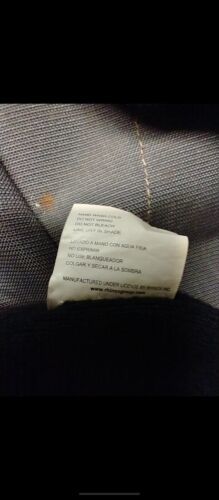 HAND WASH COLD
DO NOT WRING
DO NOT BLEACH
LINE DRY IN SHADE
LAVADO A MANO CON AGUA FRIA
NO EXPRIMIR
NO USE BLANQUEADOR
COLGAR Y SECAR A LA SOMBRA
MANUFACTURED UNDER LICENSE BY